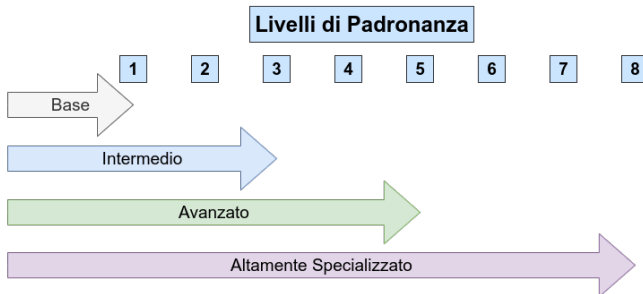 Livelli di Padronanza
1 2 3 4 5 6 7 8
Base
Intermedio
Avanzato
Altamente Specializzato